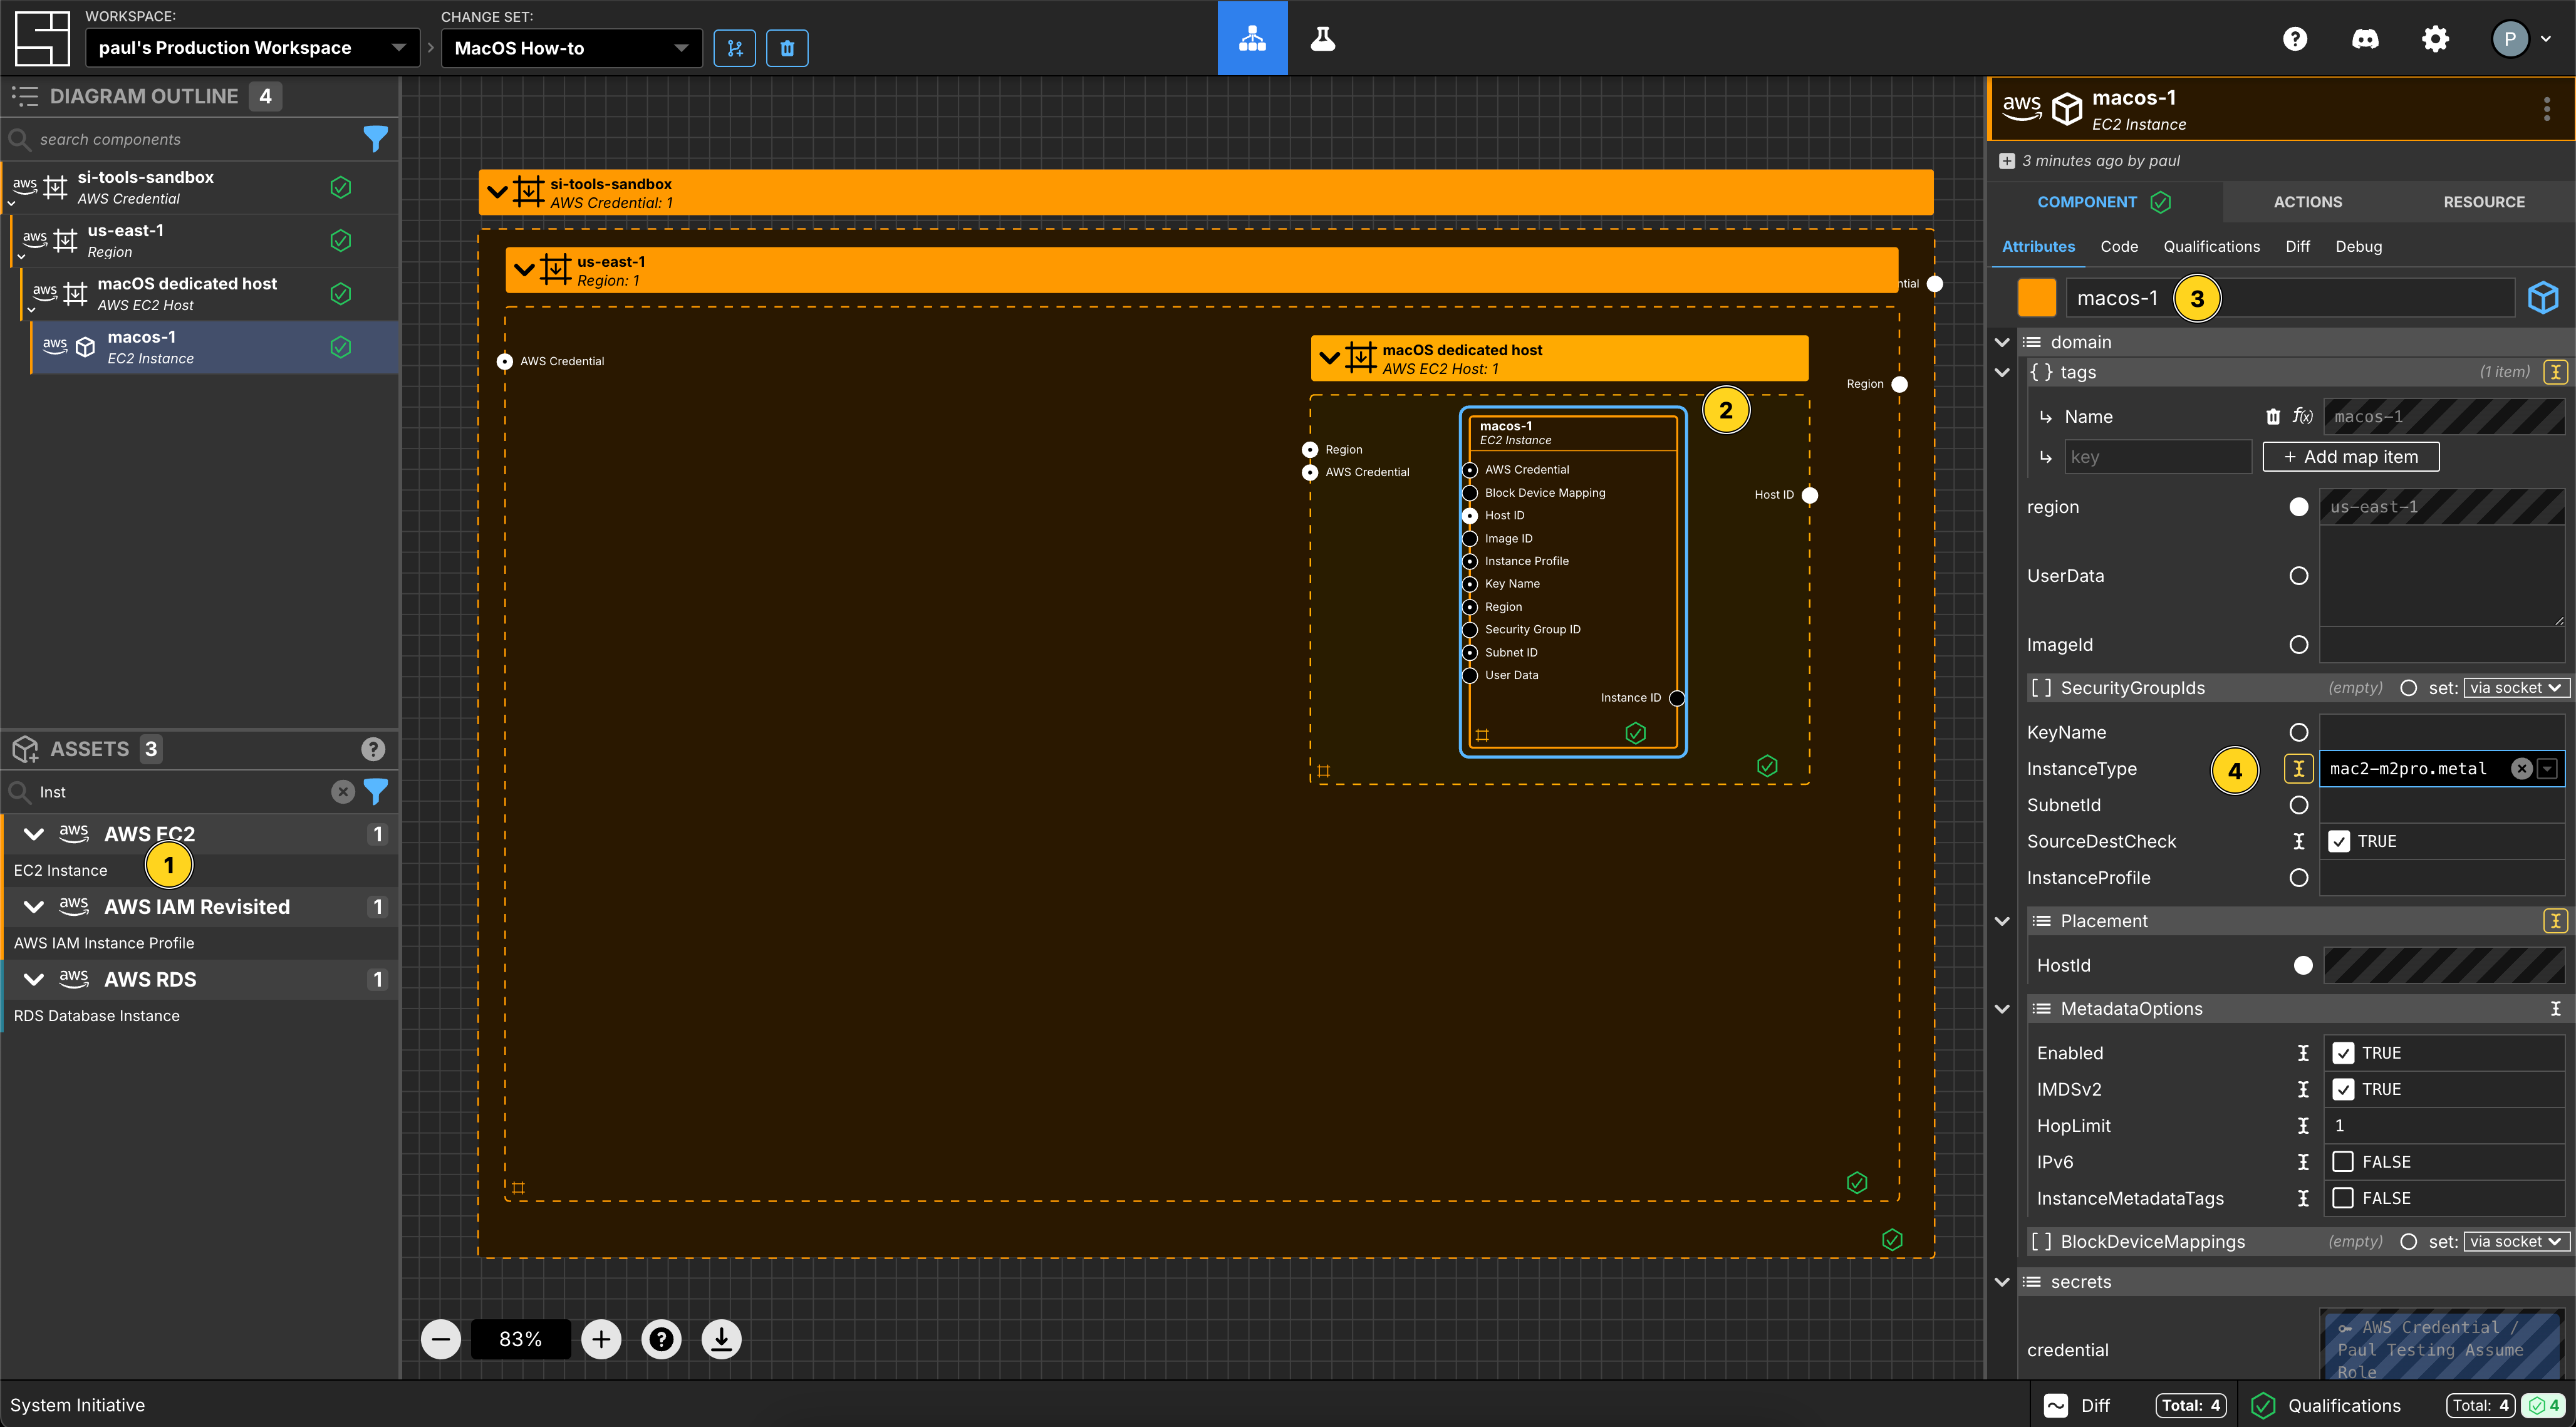 WORKSPACE:
paul's Production Workspace
CHANGE SET:
MacOS How-to
P
DIAGRAM OUTLINE 4
search components
aws si-tools-sandbox
AWS Credential
aws us-east-1
Region
aws macOS dedicated host
AWS EC2 Host
aws macos-1
EC2 Instance
ASSETS 3
Inst
aws AWS EC2 1
EC2 Instance
1
aws AWS IAM Revisited 1
AWS IAM Instance Profile
aws AWS RDS 1
RDS Database Instance
si-tools-sandbox
AWS Credential: 1
us-east-1
Region: 1
ntial
AWS Credential
Region
macOS dedicated host
AWS EC2 Host: 1
2
Region
AWS Credential
Host ID
macos-1
EC2 Instance
AWS Credential
Block Device Mapping
Host ID
Image ID
Instance Profile
Key Name
Region
Security Group ID
Subnet ID
User Data
Instance ID
83%
aws macos-1
EC2 Instance
3 minutes ago by paul
COMPONENT ACTIONS RESOURCE
Attributes Code Qualifications Diff Debug
macos-1 3
domain
{ } tags (1 item)
Name f(x) macos-1
key + Add map item
region us-east-1
UserData
ImageId
[ ] SecurityGroupIds (empty) set: via socket
KeyName
InstanceType 4 mac2-m2pro.metal
SubnetId
SourceDestCheck TRUE
InstanceProfile
Placement
HostId
MetadataOptions
Enabled TRUE
IMDSv2 TRUE
HopLimit 1
IPv6 FALSE
InstanceMetadataTags FALSE
[ ] BlockDeviceMappings (empty) set: via socket
secrets
credential AWS Credential /
Paul Testing Assume
Role
System Initiative
Diff Total: 4 Qualifications Total: 4 4